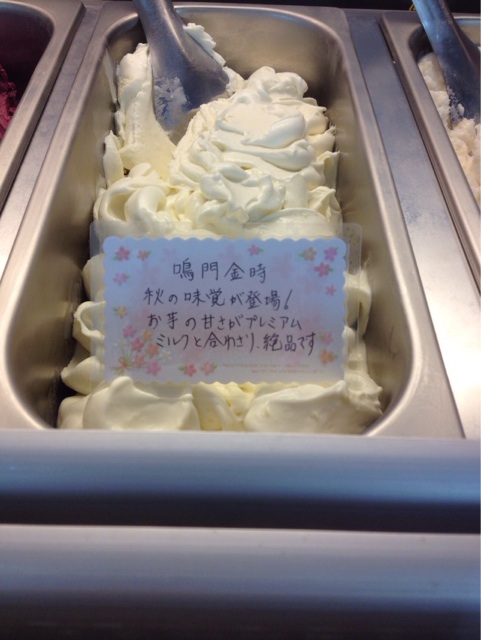 鳴門金時
秋の味覚が登場!
お芋の甘さがプレミアム
ミルクと合わさり、絶品です